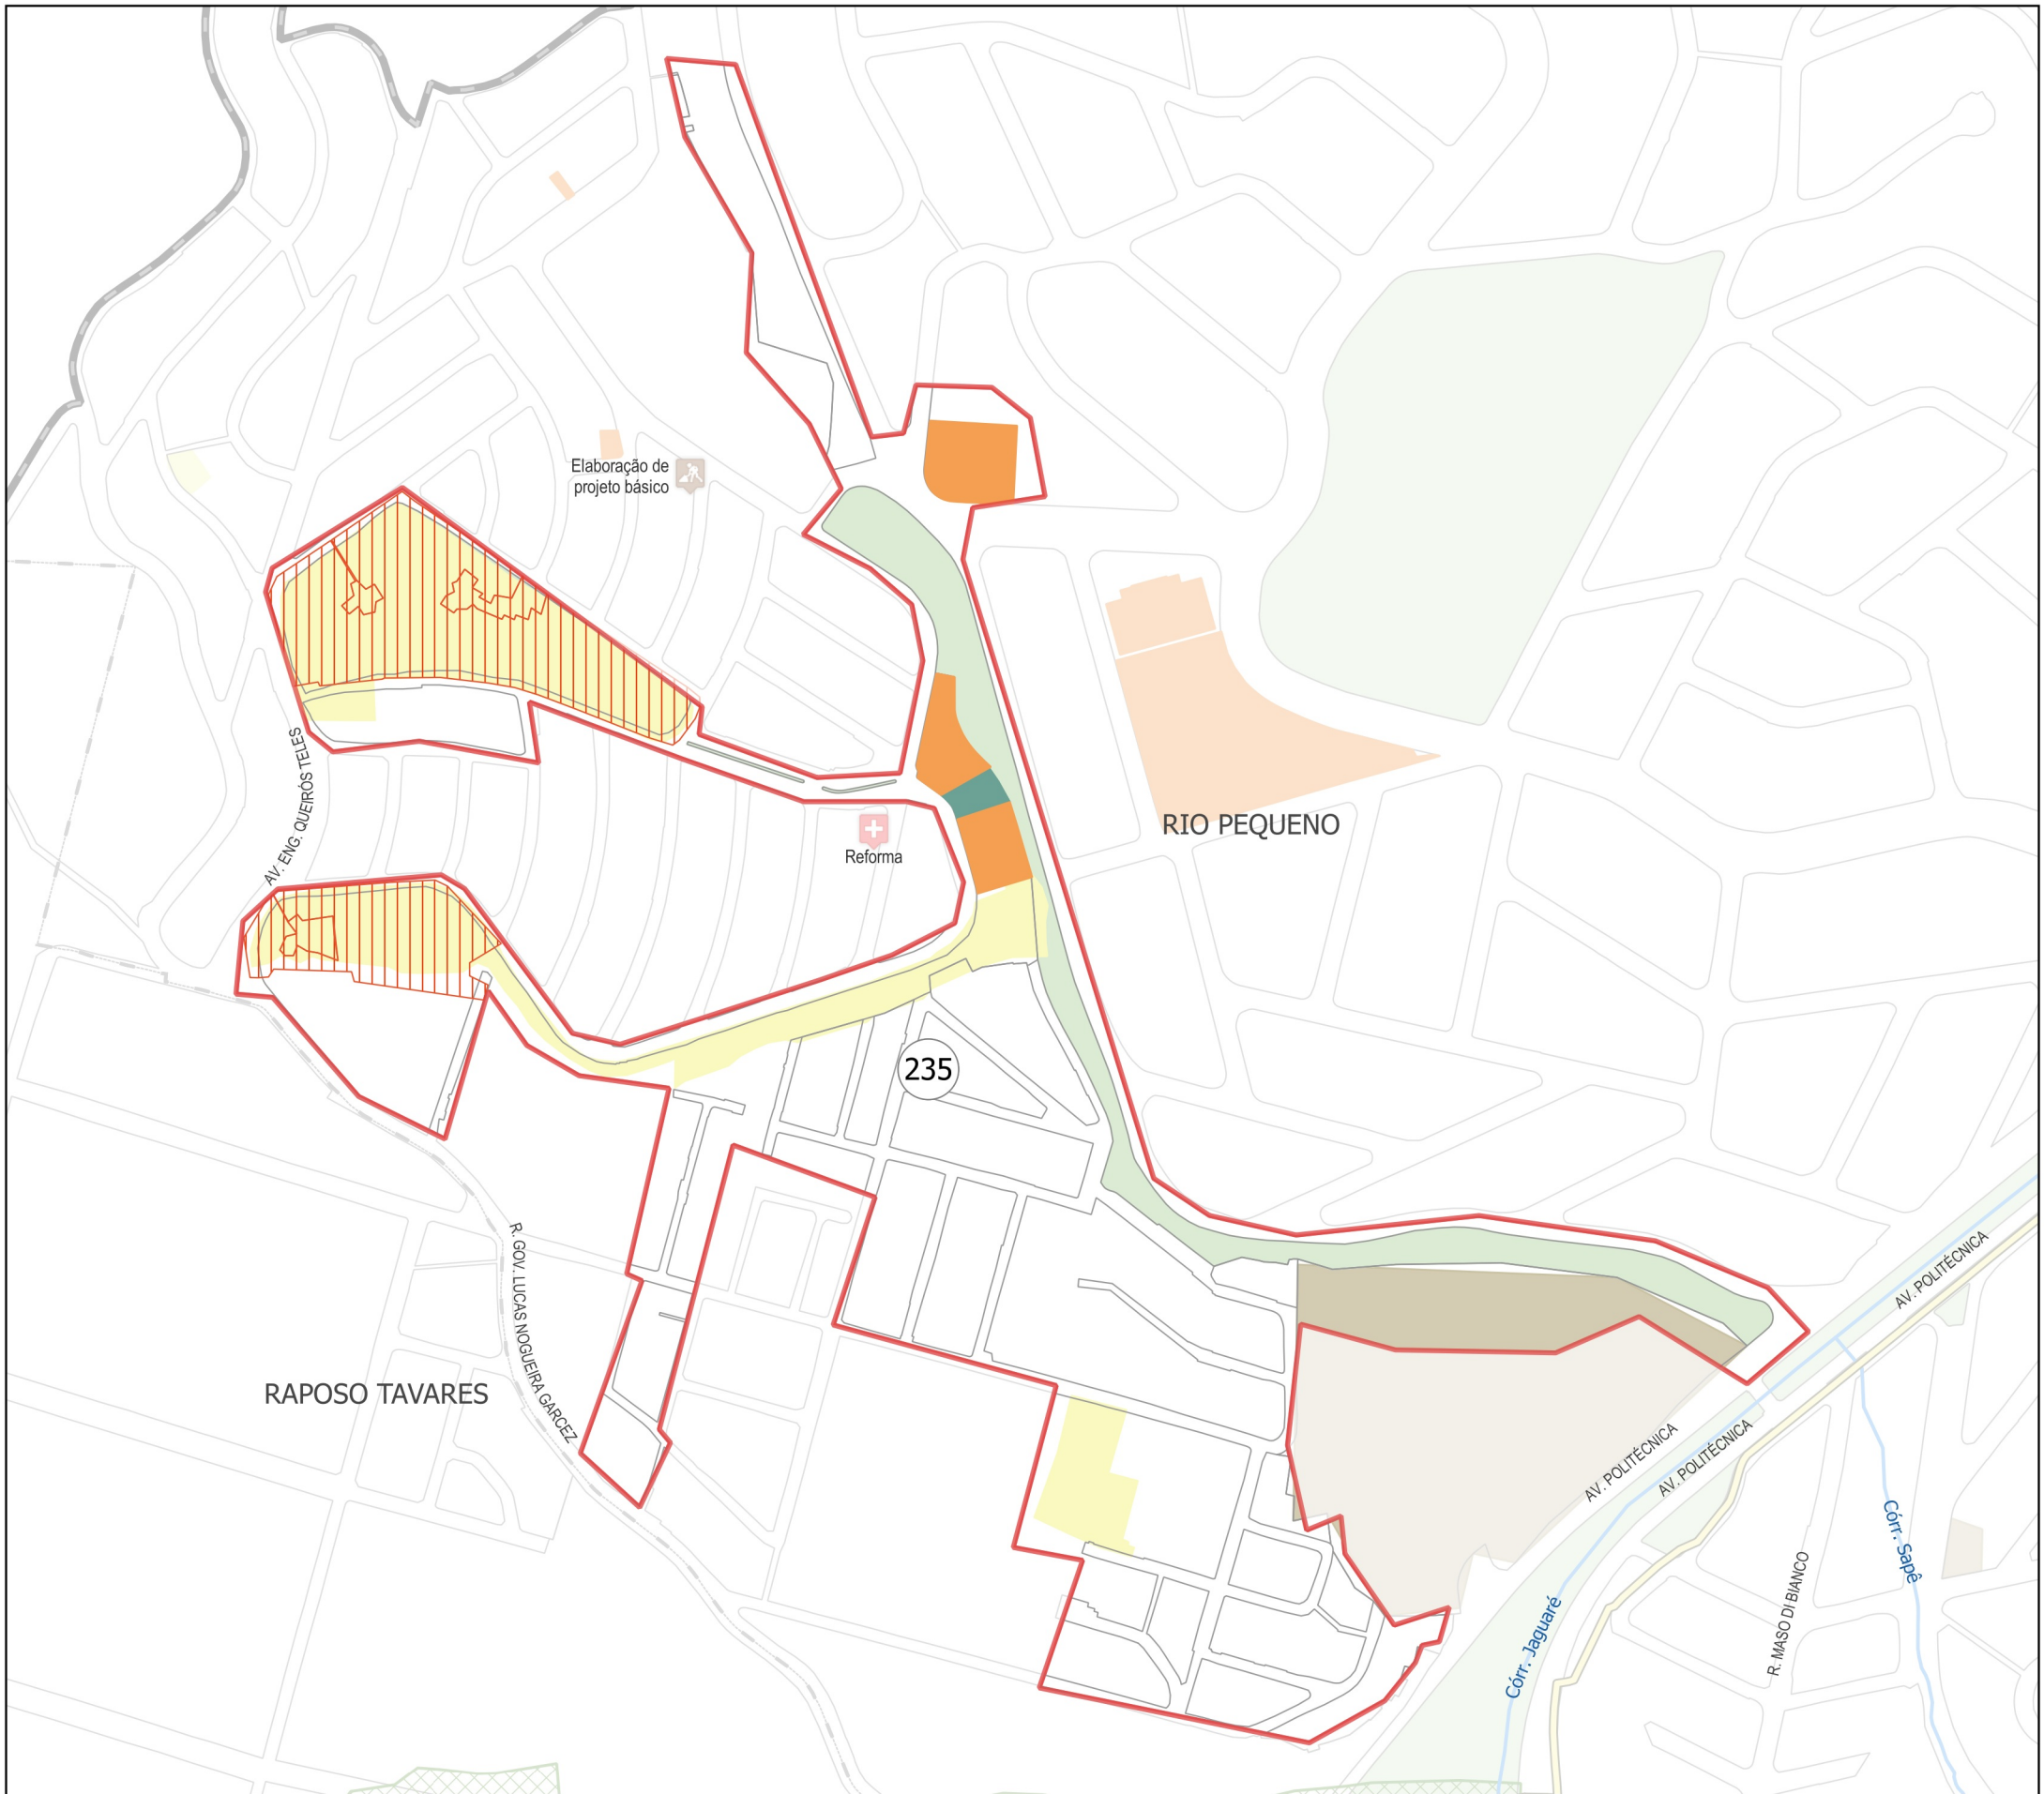 Elaboração de
projeto básico
AV. ENG. QUEIRÓS TELES
RIO PEQUENO
Reforma
235
R. GOV. LUCAS NOGUEIRA GARCEZ
AV. POLITÉCNICA
RAPOSO TAVARES
AV. POLITÉCNICA
AV. POLITÉCNICA
Córr. Sapê
R. MASO DI BIANCO
Córr. Jaguaré